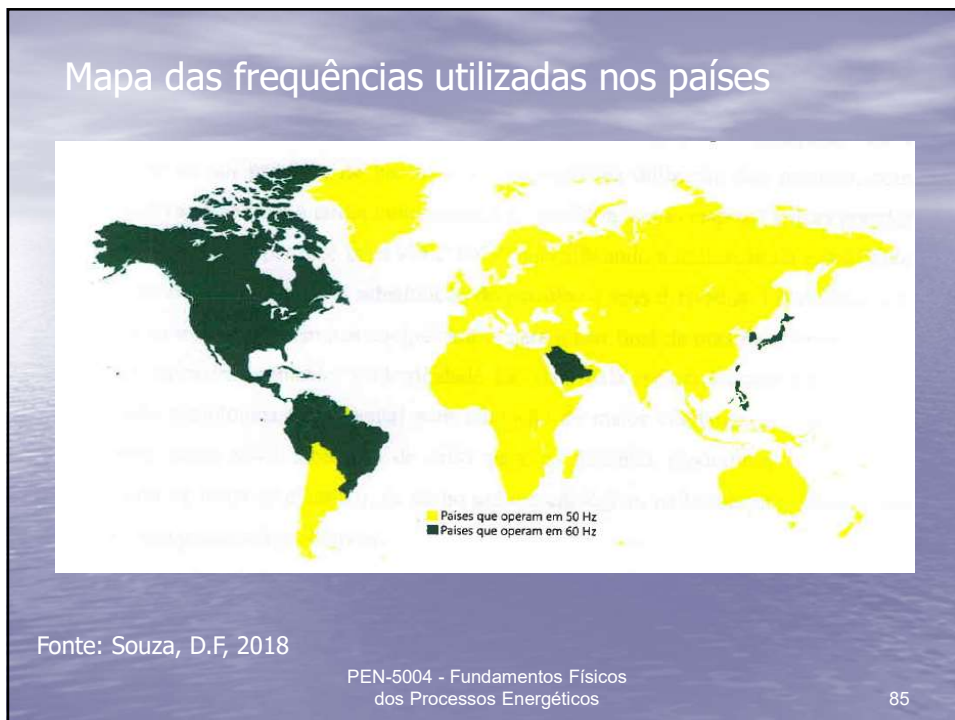 Mapa das frequências utilizadas nos países
Países que operam em 50 Hz
Países que operam em 60 Hz
Fonte: Souza, D.F, 2018
PEN-5004 - Fundamentos Físicos
dos Processos Energéticos
85